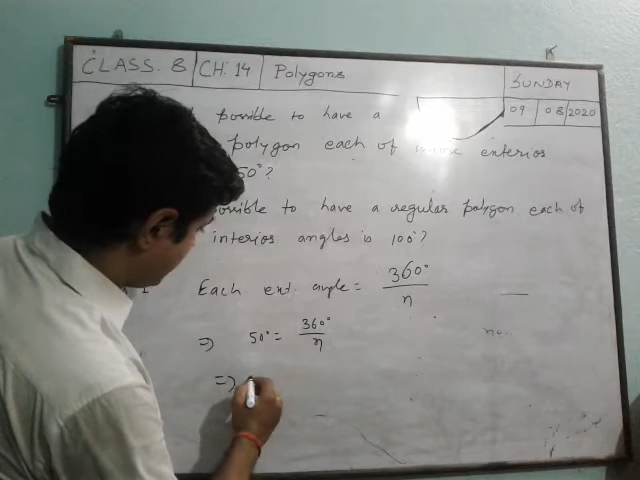 CLASS. 8 CH. 14 Polygons SUNDAY
09 08 2020
possible to have a
polygon each of whose exterior
50°?
possible to have a regular polygon each of
interior angles is 100°?
Each ext. angle = 360°/n
=> 50° = 360°/n
=>